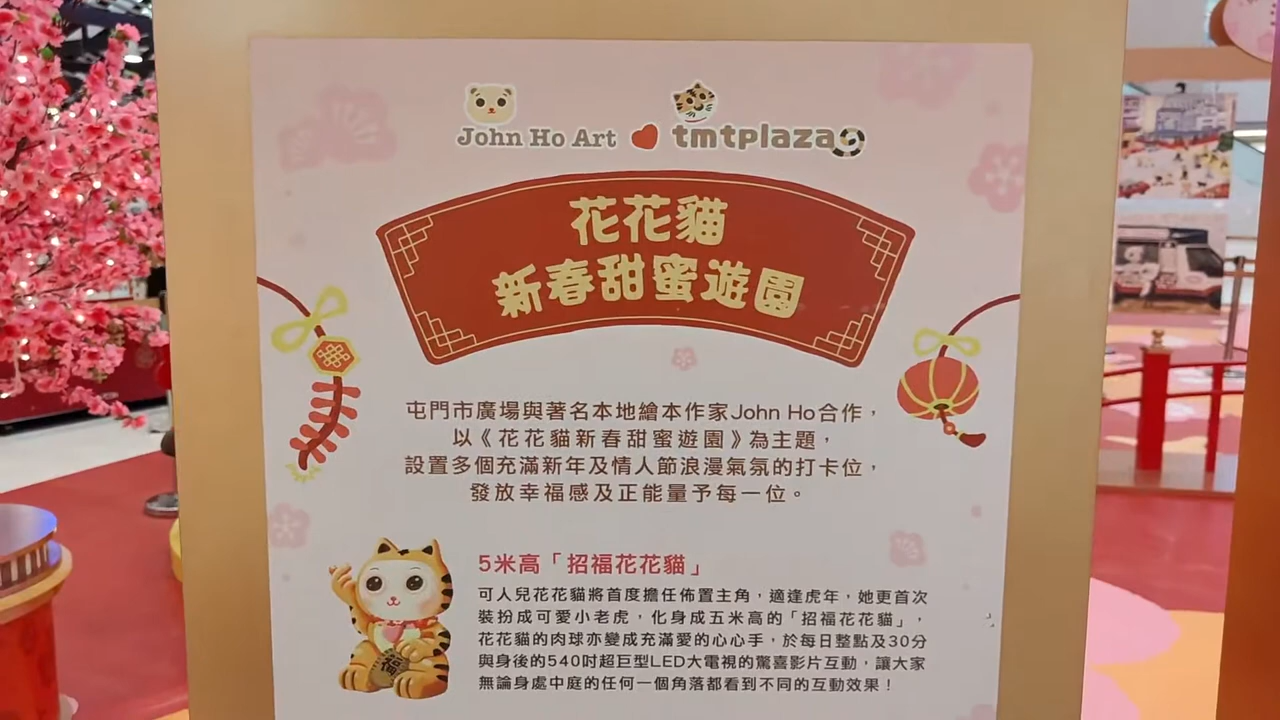 John Ho Art tmtplaza
花花貓
新春甜蜜遊園
屯門市廣場與著名本地繪本作家John Ho合作，
以《花花貓新春甜蜜遊園》為主題，
設置多個充滿新年及情人節浪漫氣氛的打卡位，
發放幸福感及正能量予每一位。
5米高「招福花花貓」
可人兒花花貓將首度擔任佈置主角，適逢虎年，她更首次
裝扮成可愛小老虎，化身成五米高的「招福花花貓」，
花花貓的肉球亦變成充滿愛的心心手，於每日整點及30分
與身後的540吋超巨型LED大電視的驚喜影片互動，讓大家
無論身處中庭的任何一個角落都看到不同的互動效果！
福